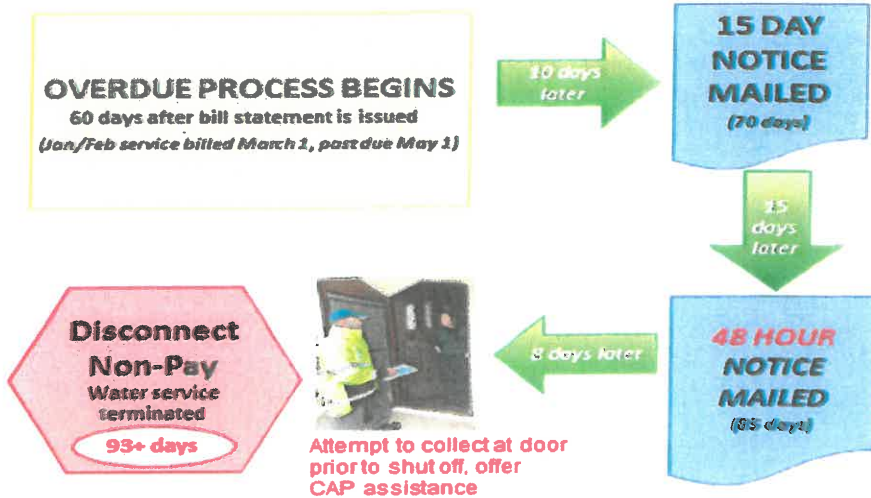 OVERDUE PROCESS BEGINS
60 days after bill statement is issued
(Jan/Feb service billed March 1, past due May 1)
10 days
later
15 DAY
NOTICE
MAILED
(70 days)
15
days
later
48 HOUR
NOTICE
MAILED
(85 days)
8 days later
Attempt to collect at door
prior to shut off, offer
CAP assistance
Disconnect
Non-Pay
Water service
terminated
93+ days